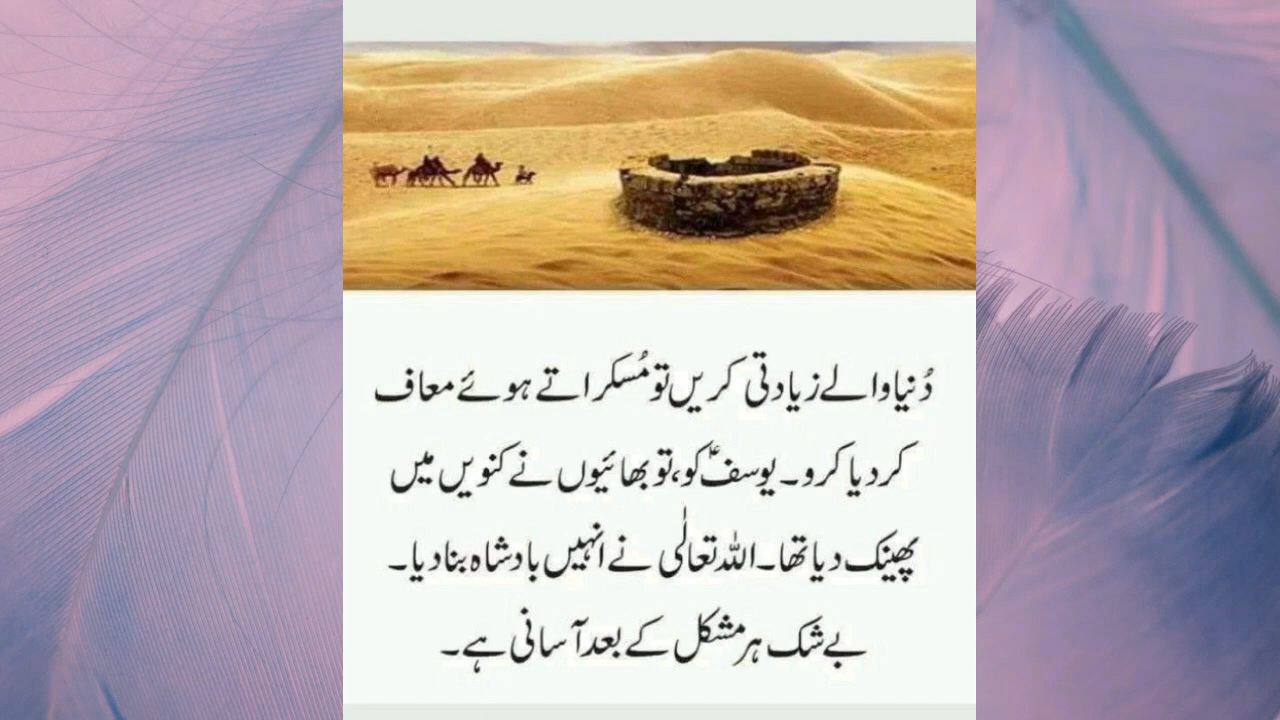 دُنیا والے زیادتی کریں تو مُسکراتے ہوئے معاف
کر دیا کرو۔ یوسفؑ کو، تو بھائیوں نے کنویں میں
پھینک دیا تھا۔ اللہ تعالٰی نے انہیں بادشاہ بنا دیا۔
بے شک ہر مشکل کے بعد آسانی ہے۔